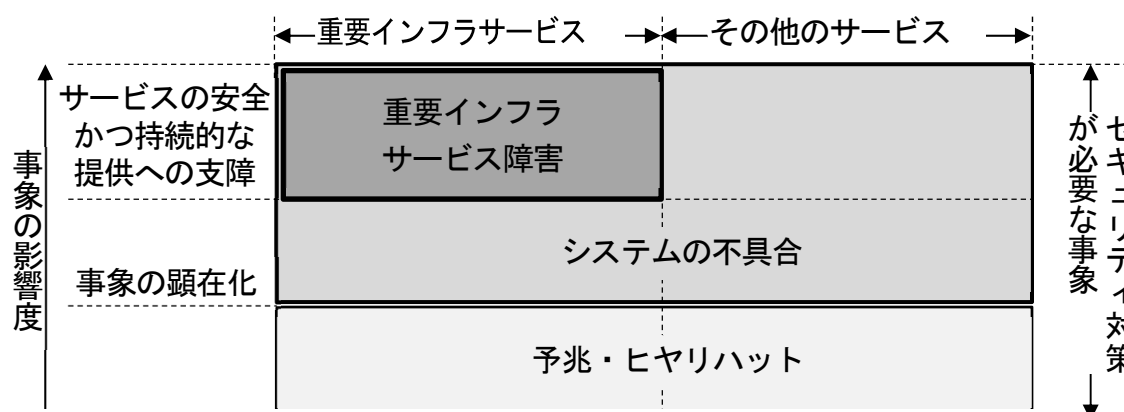 重要インフラサービス
その他のサービス
サービスの安全
かつ持続的な
提供への支障
重要インフラ
サービス障害
事象の影響度
セキュリティ対策
が必要な事象
システムの不具合
事象の顕在化
予兆・ヒヤリハット